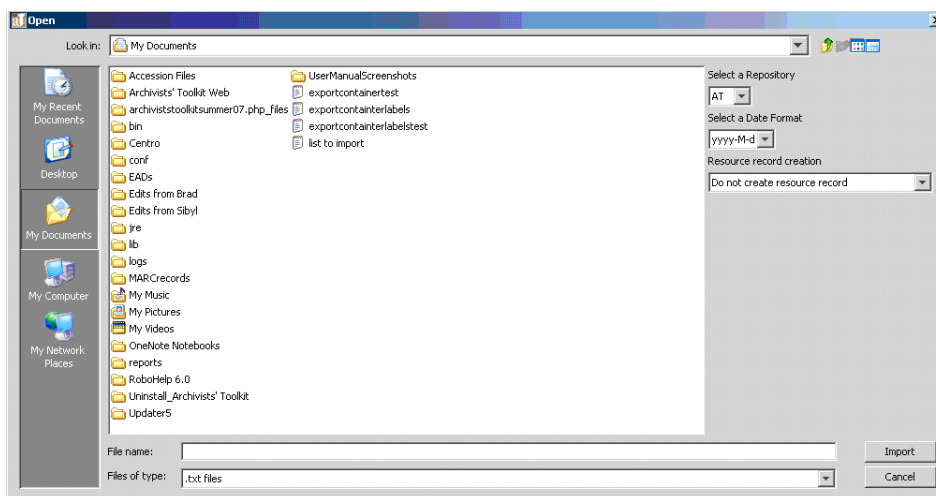 aT Open
Look in:
My Documents
My Recent
Documents
Desktop
My Documents
My Computer
My Network
Places
Accession Files
Archivists' Toolkit Web
archiviststoolkitsummer07.php_files
bin
Centro
conf
EADs
Edits from Brad
Edits from Sibyl
jre
lib
logs
MARCrecords
My Music
My Pictures
My Videos
OneNote Notebooks
reports
RoboHelp 6.0
Uninstall_Archivists' Toolkit
Updater5
UserManualScreenshots
exportcontainertest
exportcontainterlabels
exportcontainterlabelstest
list to import
Select a Repository
AT
Select a Date Format
yyyy-M-d
Resource record creation
Do not create resource record
File name:
Import
Files of type:
.txt files
Cancel